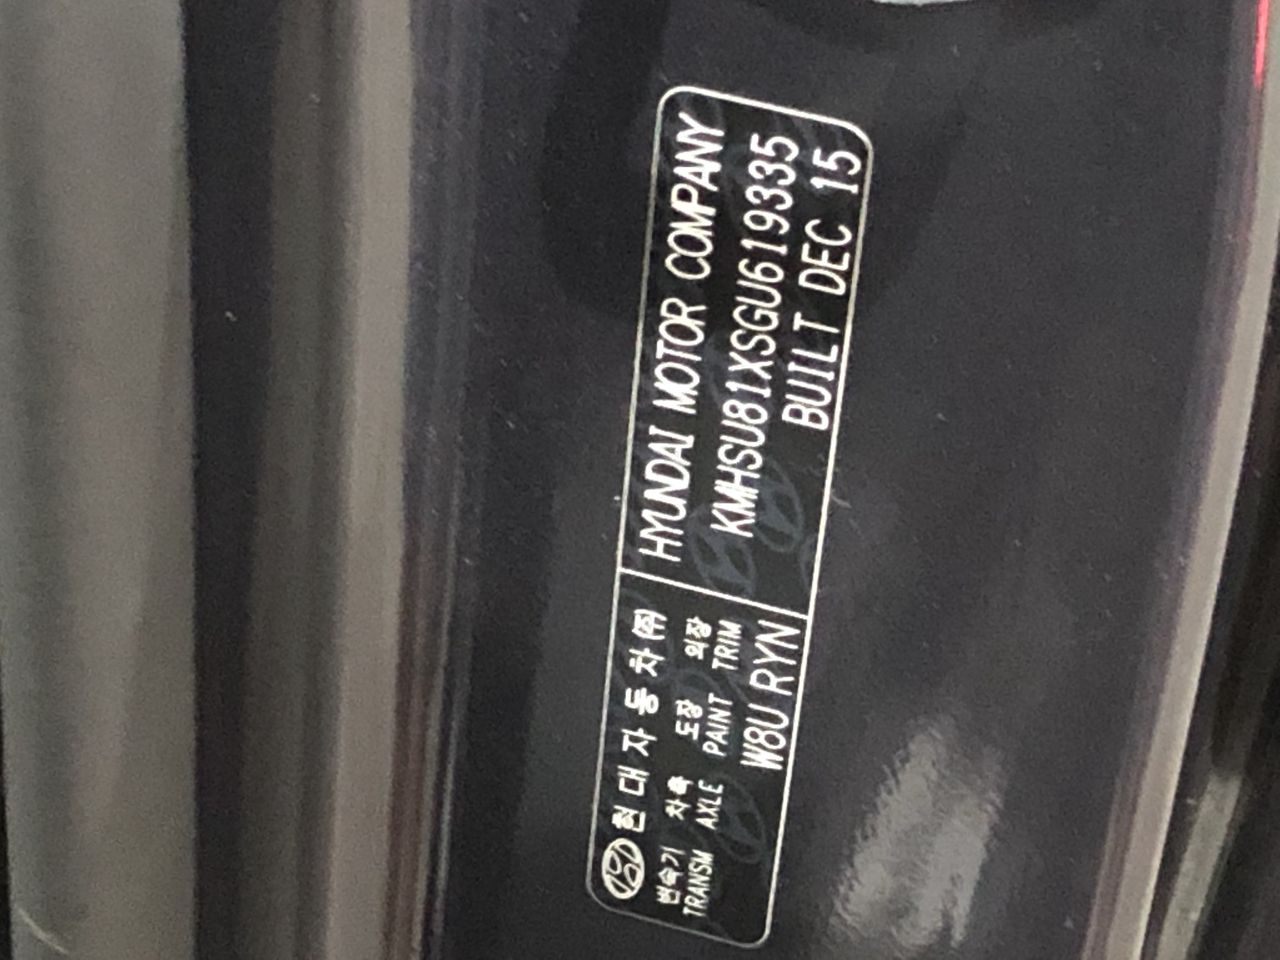 현대자동차(주)
HYUNDAI MOTOR COMPANY
변속기 차축 도장 의장
TRANSM AXLE PAINT TRIM
KMHSU81XSGU619335
W8U RYN
BUILT DEC 15